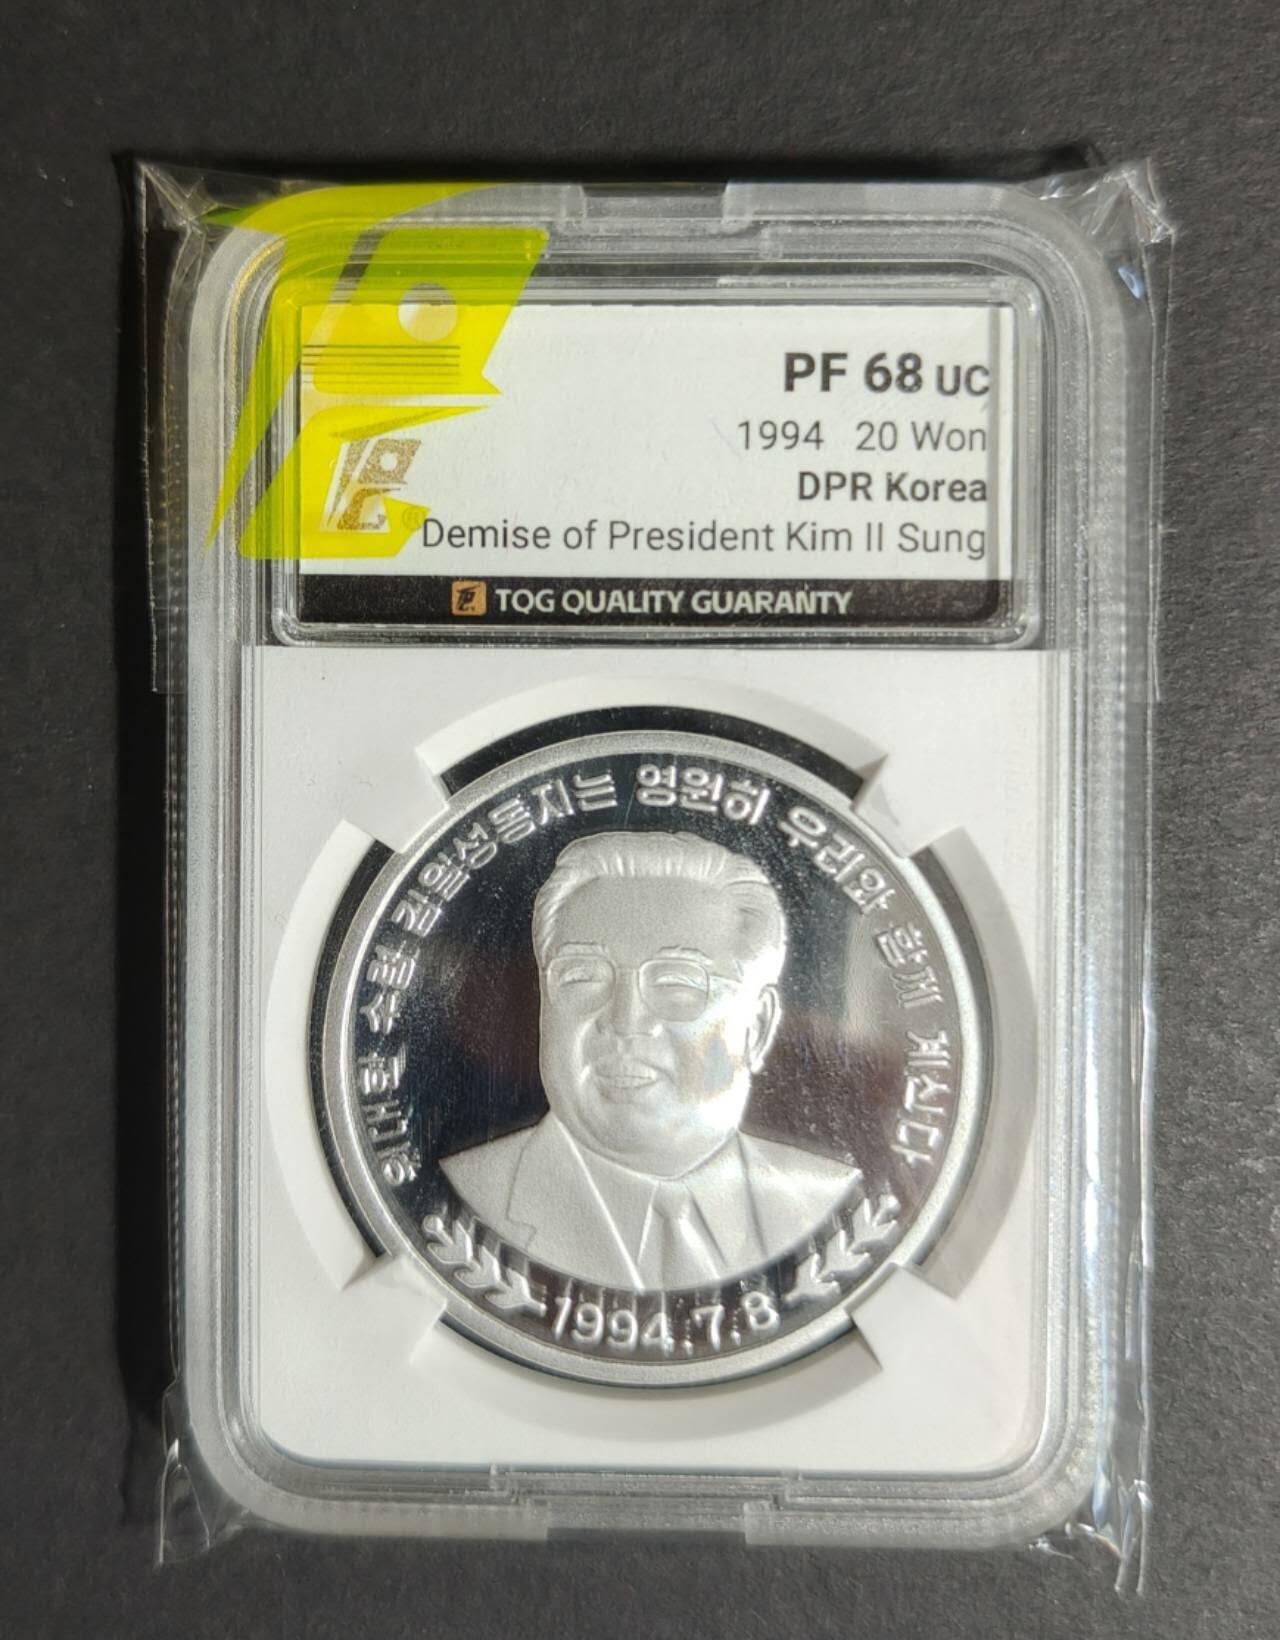 PF 68 UC
1994 20 Won
DPR Korea
Demise of President Kim II Sung
TQG QUALITY GUARANTY
위대한 수령 김일성동지는 영원히 우리와 함께 계신다
1994.7.8